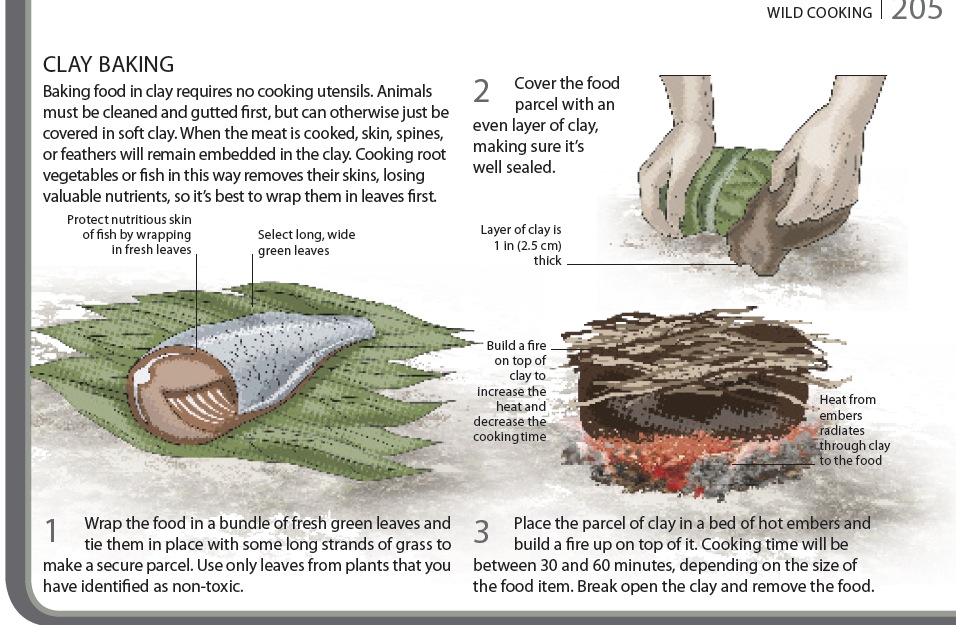 WILD COOKING | 205
CLAY BAKING
Baking food in clay requires no cooking utensils. Animals
must be cleaned and gutted first, but can otherwise just be
covered in soft clay. When the meat is cooked, skin, spines,
or feathers will remain embedded in the clay. Cooking root
vegetables or fish in this way removes their skins, losing
valuable nutrients, so it's best to wrap them in leaves first.
Protect nutritious skin
of fish by wrapping
in fresh leaves
Select long, wide
green leaves
1 Wrap the food in a bundle of fresh green leaves and
tie them in place with some long strands of grass to
make a secure parcel. Use only leaves from plants that you
have identified as non-toxic.
2 Cover the food
parcel with an
even layer of clay,
making sure it's
well sealed.
Layer of clay is
1 in (2.5 cm)
thick
Build a fire
on top of
clay to
increase the
heat and
decrease the
cooking time
Heat from
embers
radiates
through clay
to the food
3 Place the parcel of clay in a bed of hot embers and
build a fire up on top of it. Cooking time will be
between 30 and 60 minutes, depending on the size of
the food item. Break open the clay and remove the food.